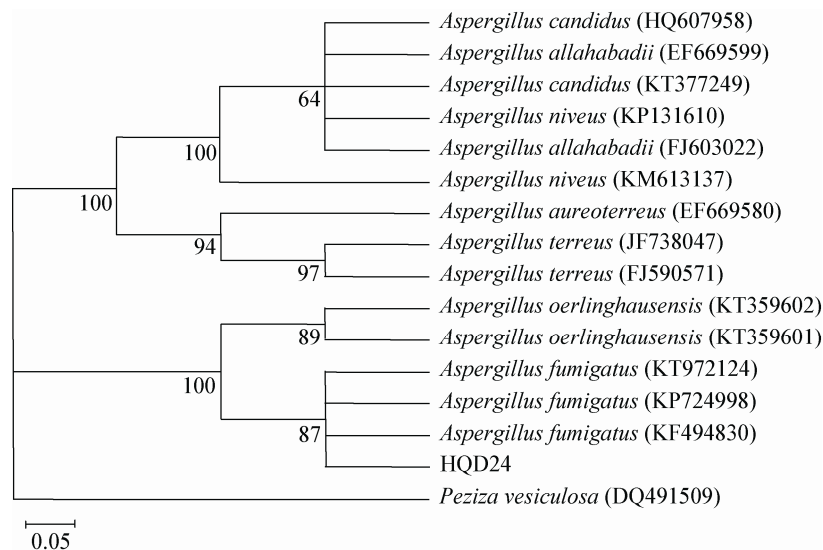 Aspergillus candidus (HQ607958)
Aspergillus allahabadii (EF669599)
Aspergillus candidus (KT377249)
64
Aspergillus niveus (KP131610)
Aspergillus allahabadii (FJ603022)
100
Aspergillus niveus (KM613137)
100
Aspergillus aureoterreus (EF669580)
94
Aspergillus terreus (JF738047)
97
Aspergillus terreus (FJ590571)
Aspergillus oerlinghausensis (KT359602)
89
Aspergillus oerlinghausensis (KT359601)
Aspergillus fumigatus (KT972124)
100
Aspergillus fumigatus (KP724998)
87
Aspergillus fumigatus (KF494830)
HQD24
Peziza vesiculosa (DQ491509)
0.05